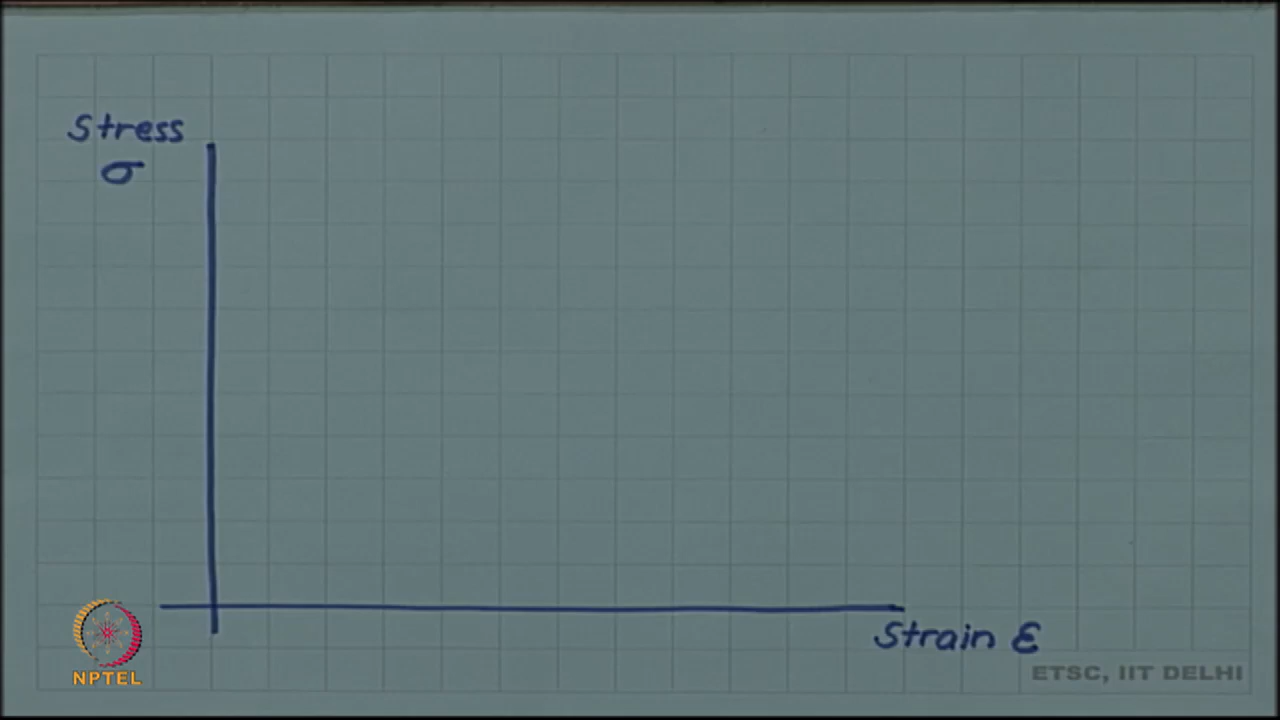 Stress
σ
Strain ε
NPTEL
ETSC, IIT DELHI